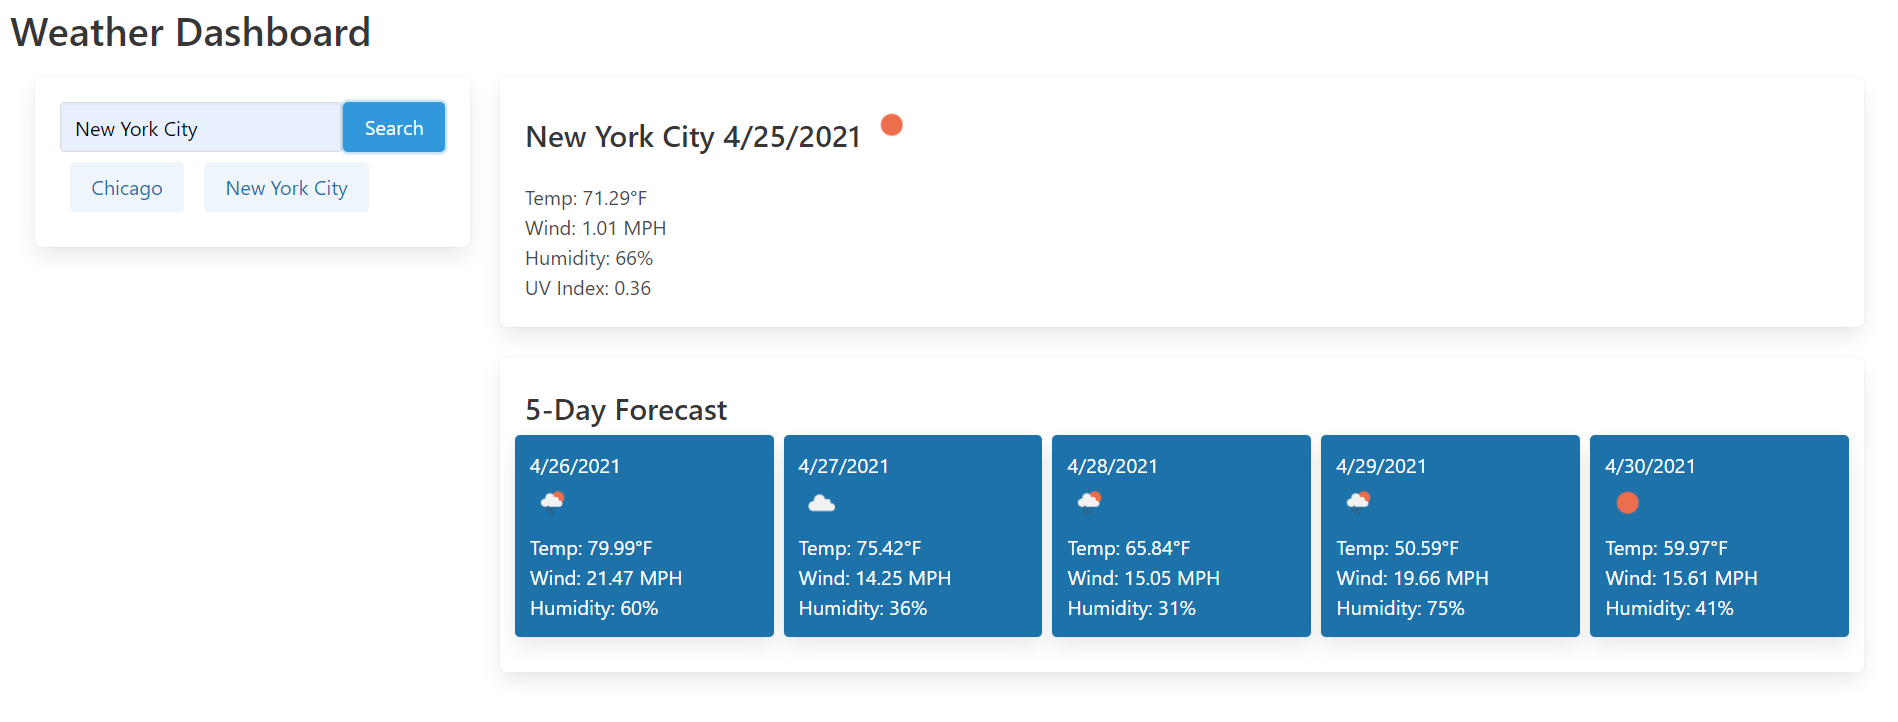 Weather Dashboard
New York City
Search
Chicago
New York City
New York City 4/25/2021
Temp: 71.29°F
Wind: 1.01 MPH
Humidity: 66%
UV Index: 0.36
5-Day Forecast
4/26/2021
Temp: 79.99°F
Wind: 21.47 MPH
Humidity: 60%
4/27/2021
Temp: 75.42°F
Wind: 14.25 MPH
Humidity: 36%
4/28/2021
Temp: 65.84°F
Wind: 15.05 MPH
Humidity: 31%
4/29/2021
Temp: 50.59°F
Wind: 19.66 MPH
Humidity: 75%
4/30/2021
Temp: 59.97°F
Wind: 15.61 MPH
Humidity: 41%